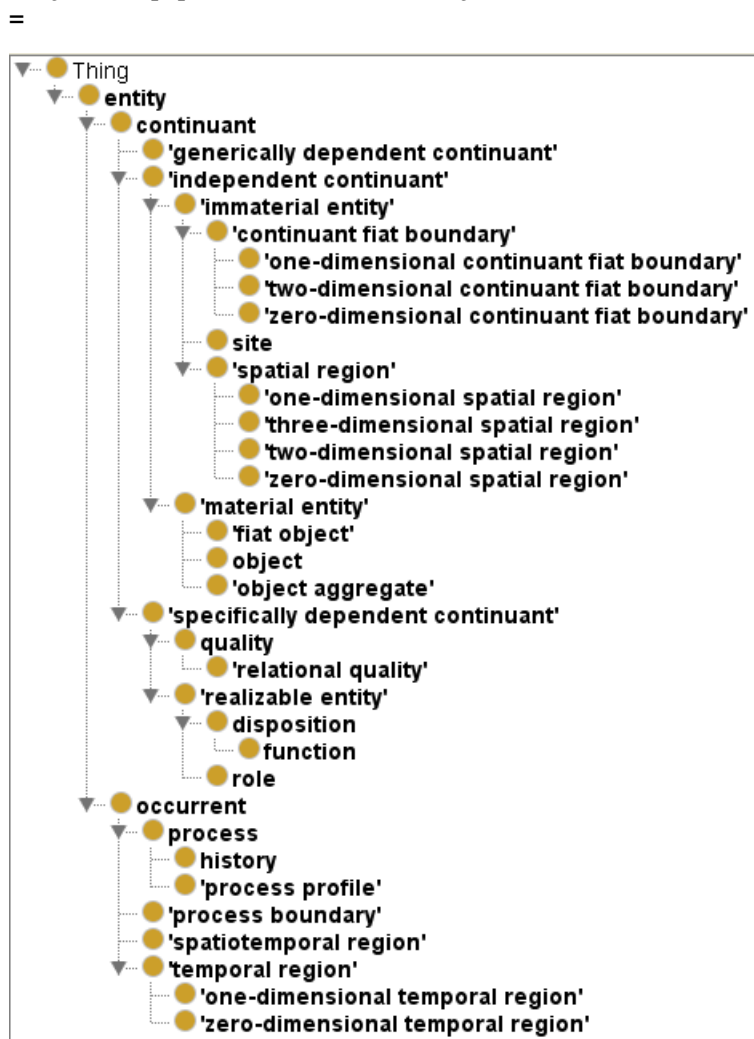 =
Thing
entity
continuant
'generically dependent continuant'
'independent continuant'
'immaterial entity'
'continuant fiat boundary'
'one-dimensional continuant fiat boundary'
'two-dimensional continuant fiat boundary'
'zero-dimensional continuant fiat boundary'
site
'spatial region'
'one-dimensional spatial region'
'three-dimensional spatial region'
'two-dimensional spatial region'
'zero-dimensional spatial region'
'material entity'
'fiat object'
object
'object aggregate'
'specifically dependent continuant'
quality
'relational quality'
'realizable entity'
disposition
function
role
occurrent
process
history
'process profile'
'process boundary'
'spatiotemporal region'
'temporal region'
'one-dimensional temporal region'
'zero-dimensional temporal region'